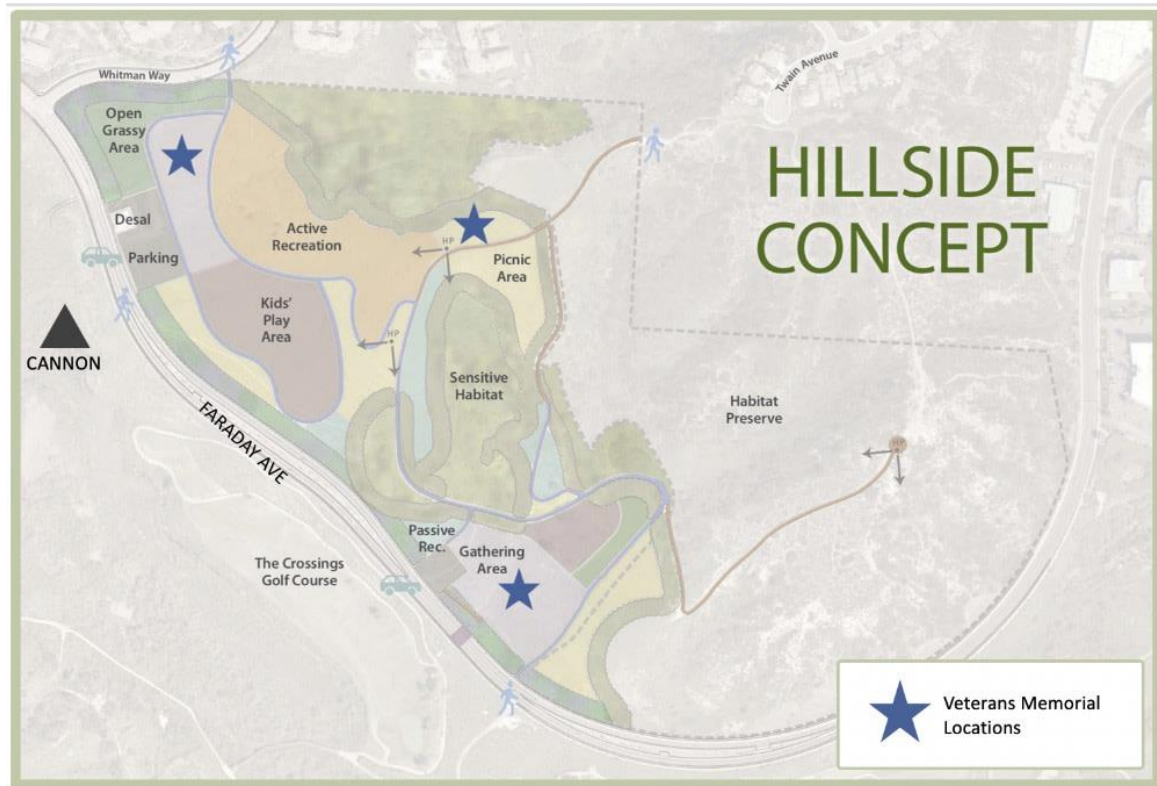 Whitman Way
Twain Avenue
Open
Grassy
Area
HILLSIDE
CONCEPT
Desal
Parking
Active
Recreation
HP
Picnic
Area
Kids'
Play
Area
HP
CANNON
Sensitive
Habitat
Habitat
Preserve
FARADAY AVE
HP
Passive
Rec.
Gathering
Area
The Crossings
Golf Course
Veterans Memorial
Locations